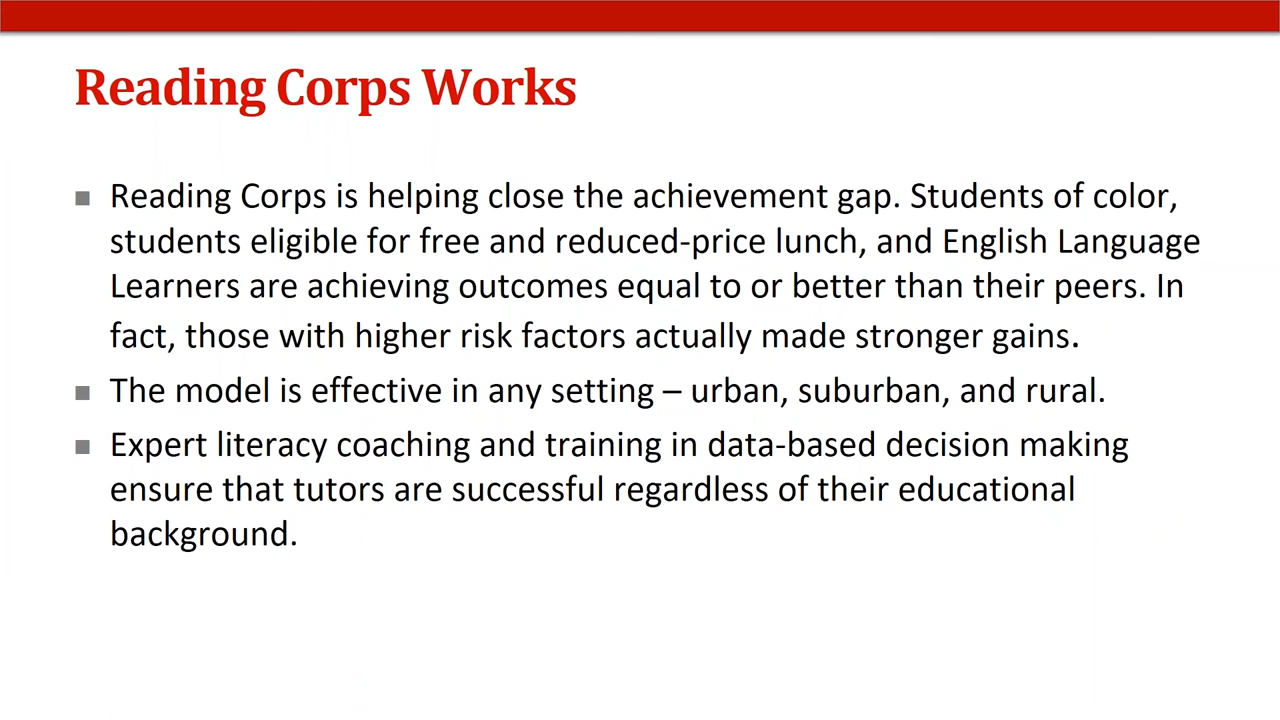 Reading Corps Works
Reading Corps is helping close the achievement gap. Students of color,
students eligible for free and reduced-price lunch, and English Language
Learners are achieving outcomes equal to or better than their peers. In
fact, those with higher risk factors actually made stronger gains.
The model is effective in any setting – urban, suburban, and rural.
Expert literacy coaching and training in data-based decision making
ensure that tutors are successful regardless of their educational
background.